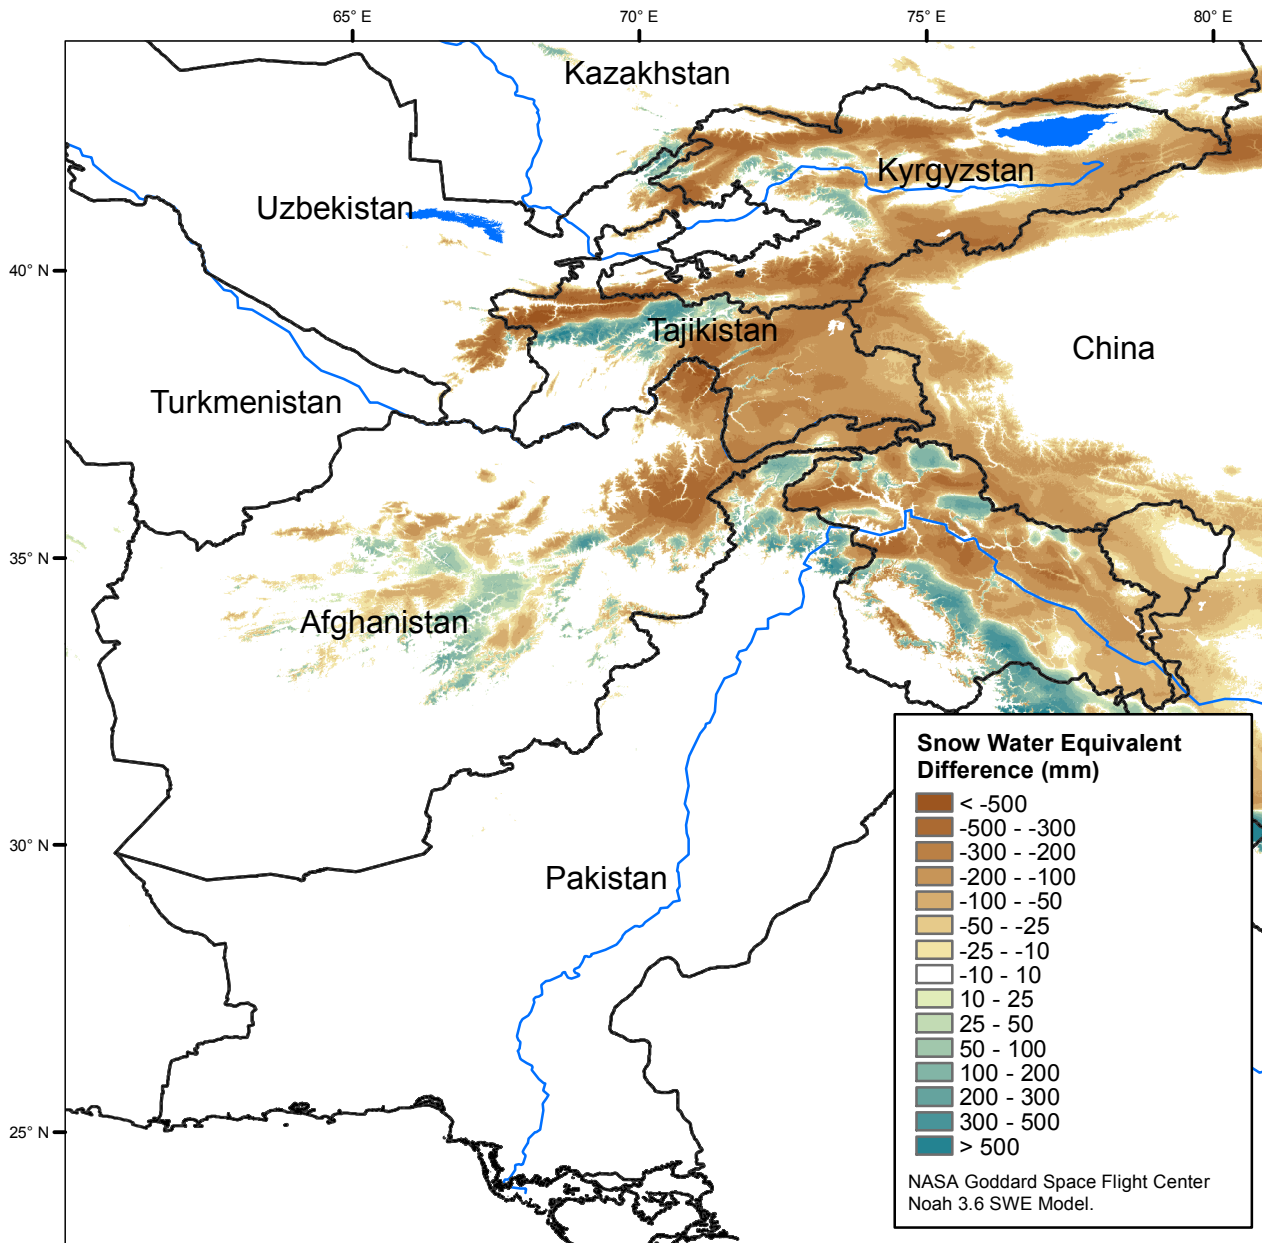 65° E
70° E
75° E
80° E
Kazakhstan
Kyrgyzstan
Uzbekistan
40° N
Tajikistan
China
Turkmenistan
35° N
Afghanistan
Snow Water Equivalent
Difference (mm)
< -500
-500 - -300
-300 - -200
-200 - -100
-100 - -50
-50 - -25
-25 - -10
-10 - 10
10 - 25
25 - 50
50 - 100
100 - 200
200 - 300
300 - 500
> 500
30° N
Pakistan
25° N
NASA Goddard Space Flight Center
Noah 3.6 SWE Model.